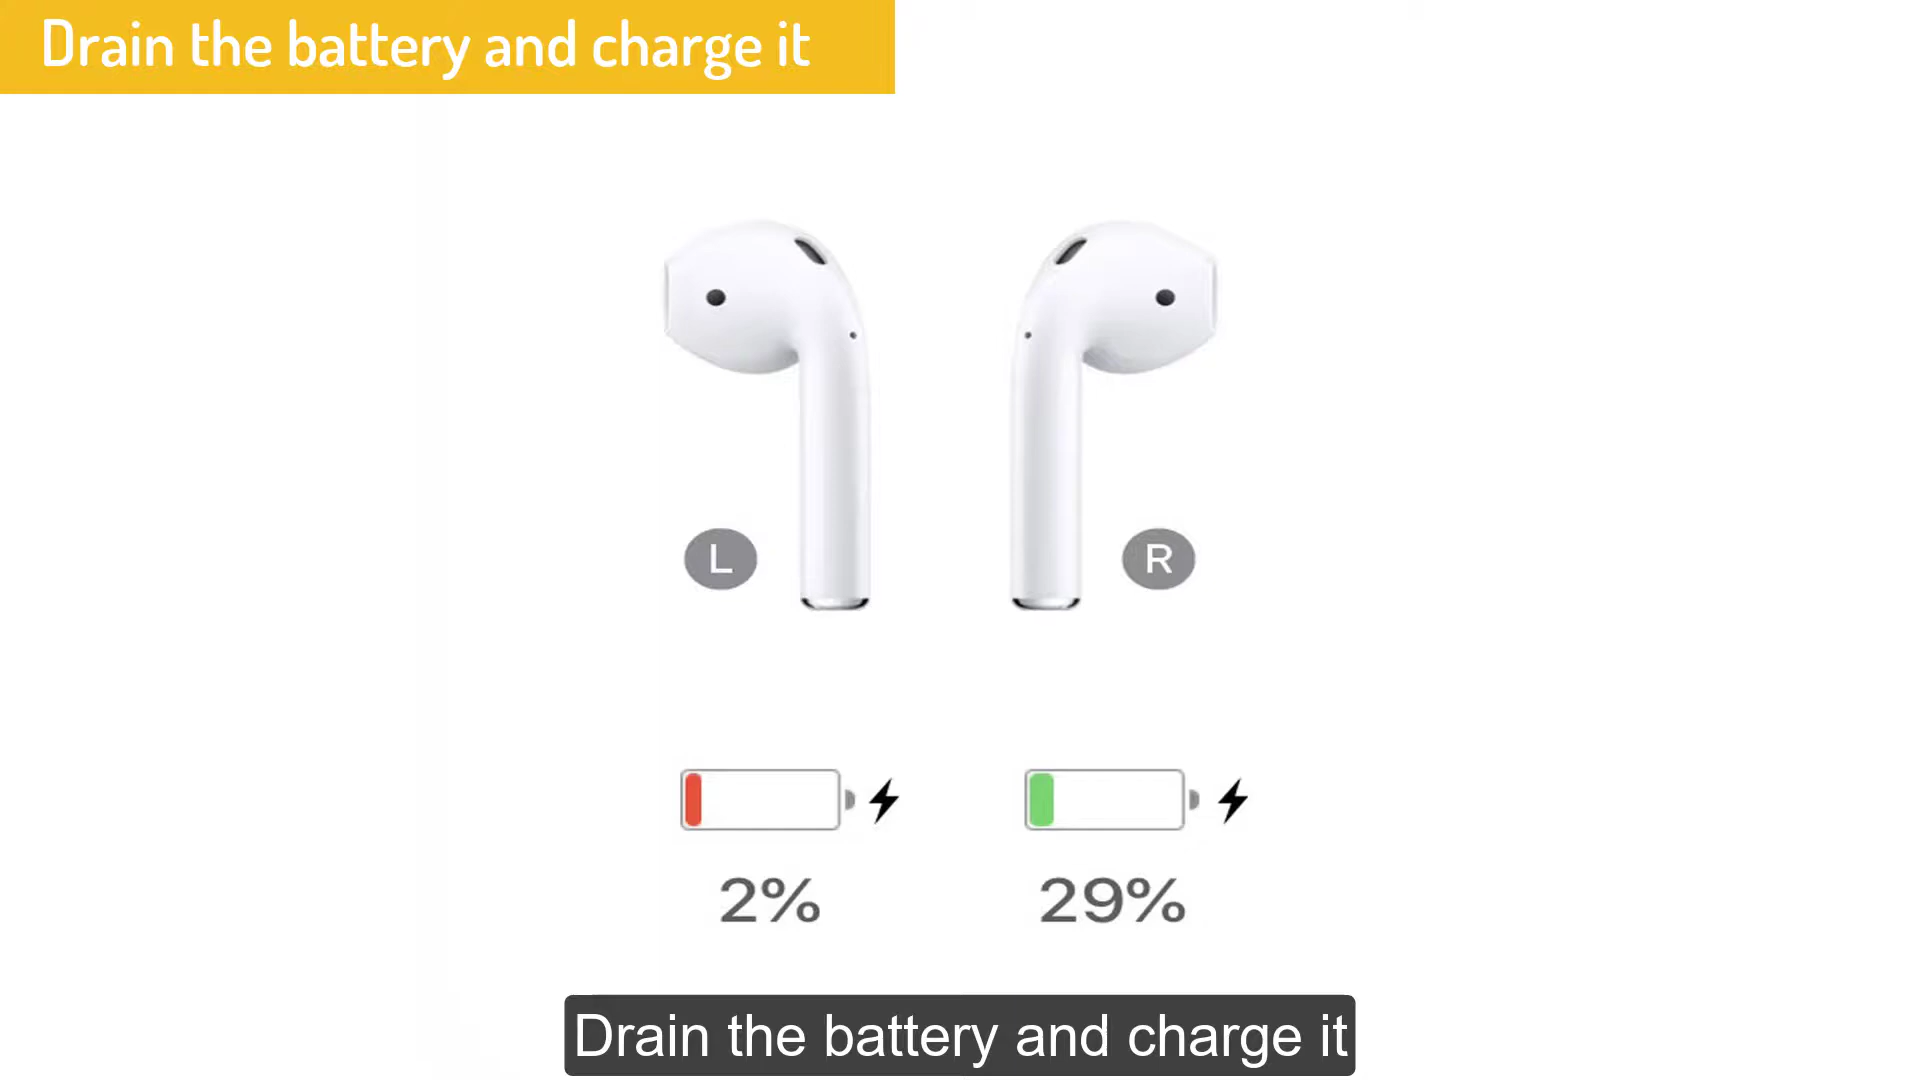 Drain the battery and charge it
L
R
2%
29%
Drain the battery and charge it